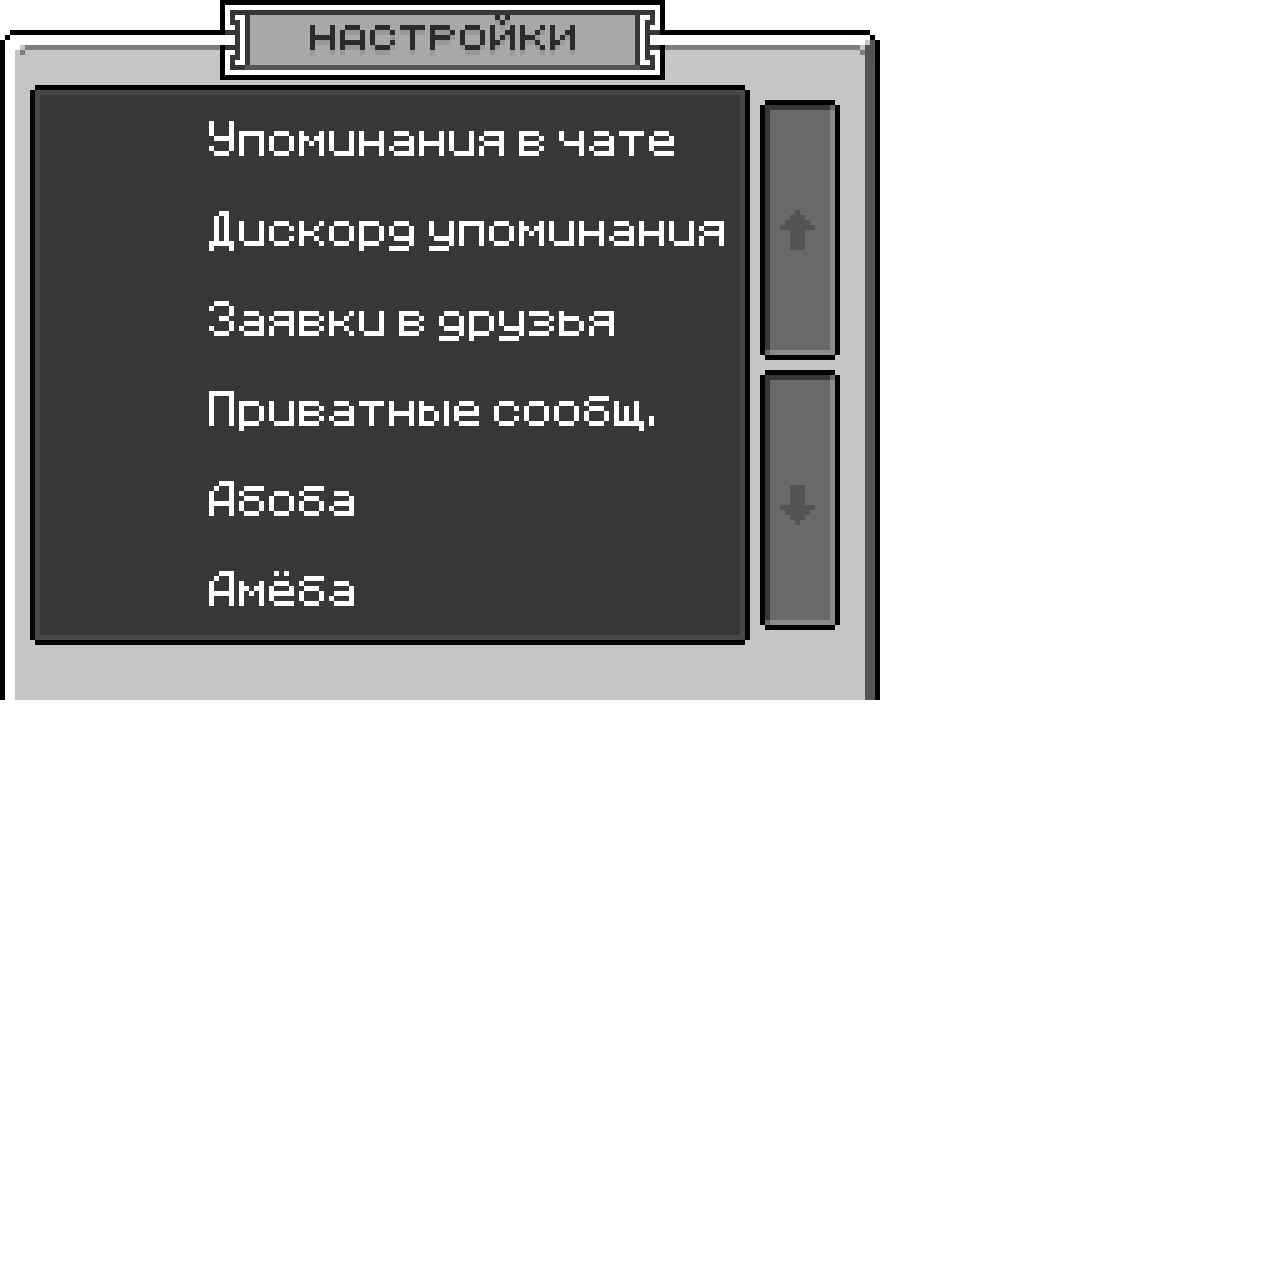 НАСТРОЙКИ
Упоминания в чате
Дискорд упоминания
Заявки в друзья
Приватные сообщ.
Абоба
Амёба